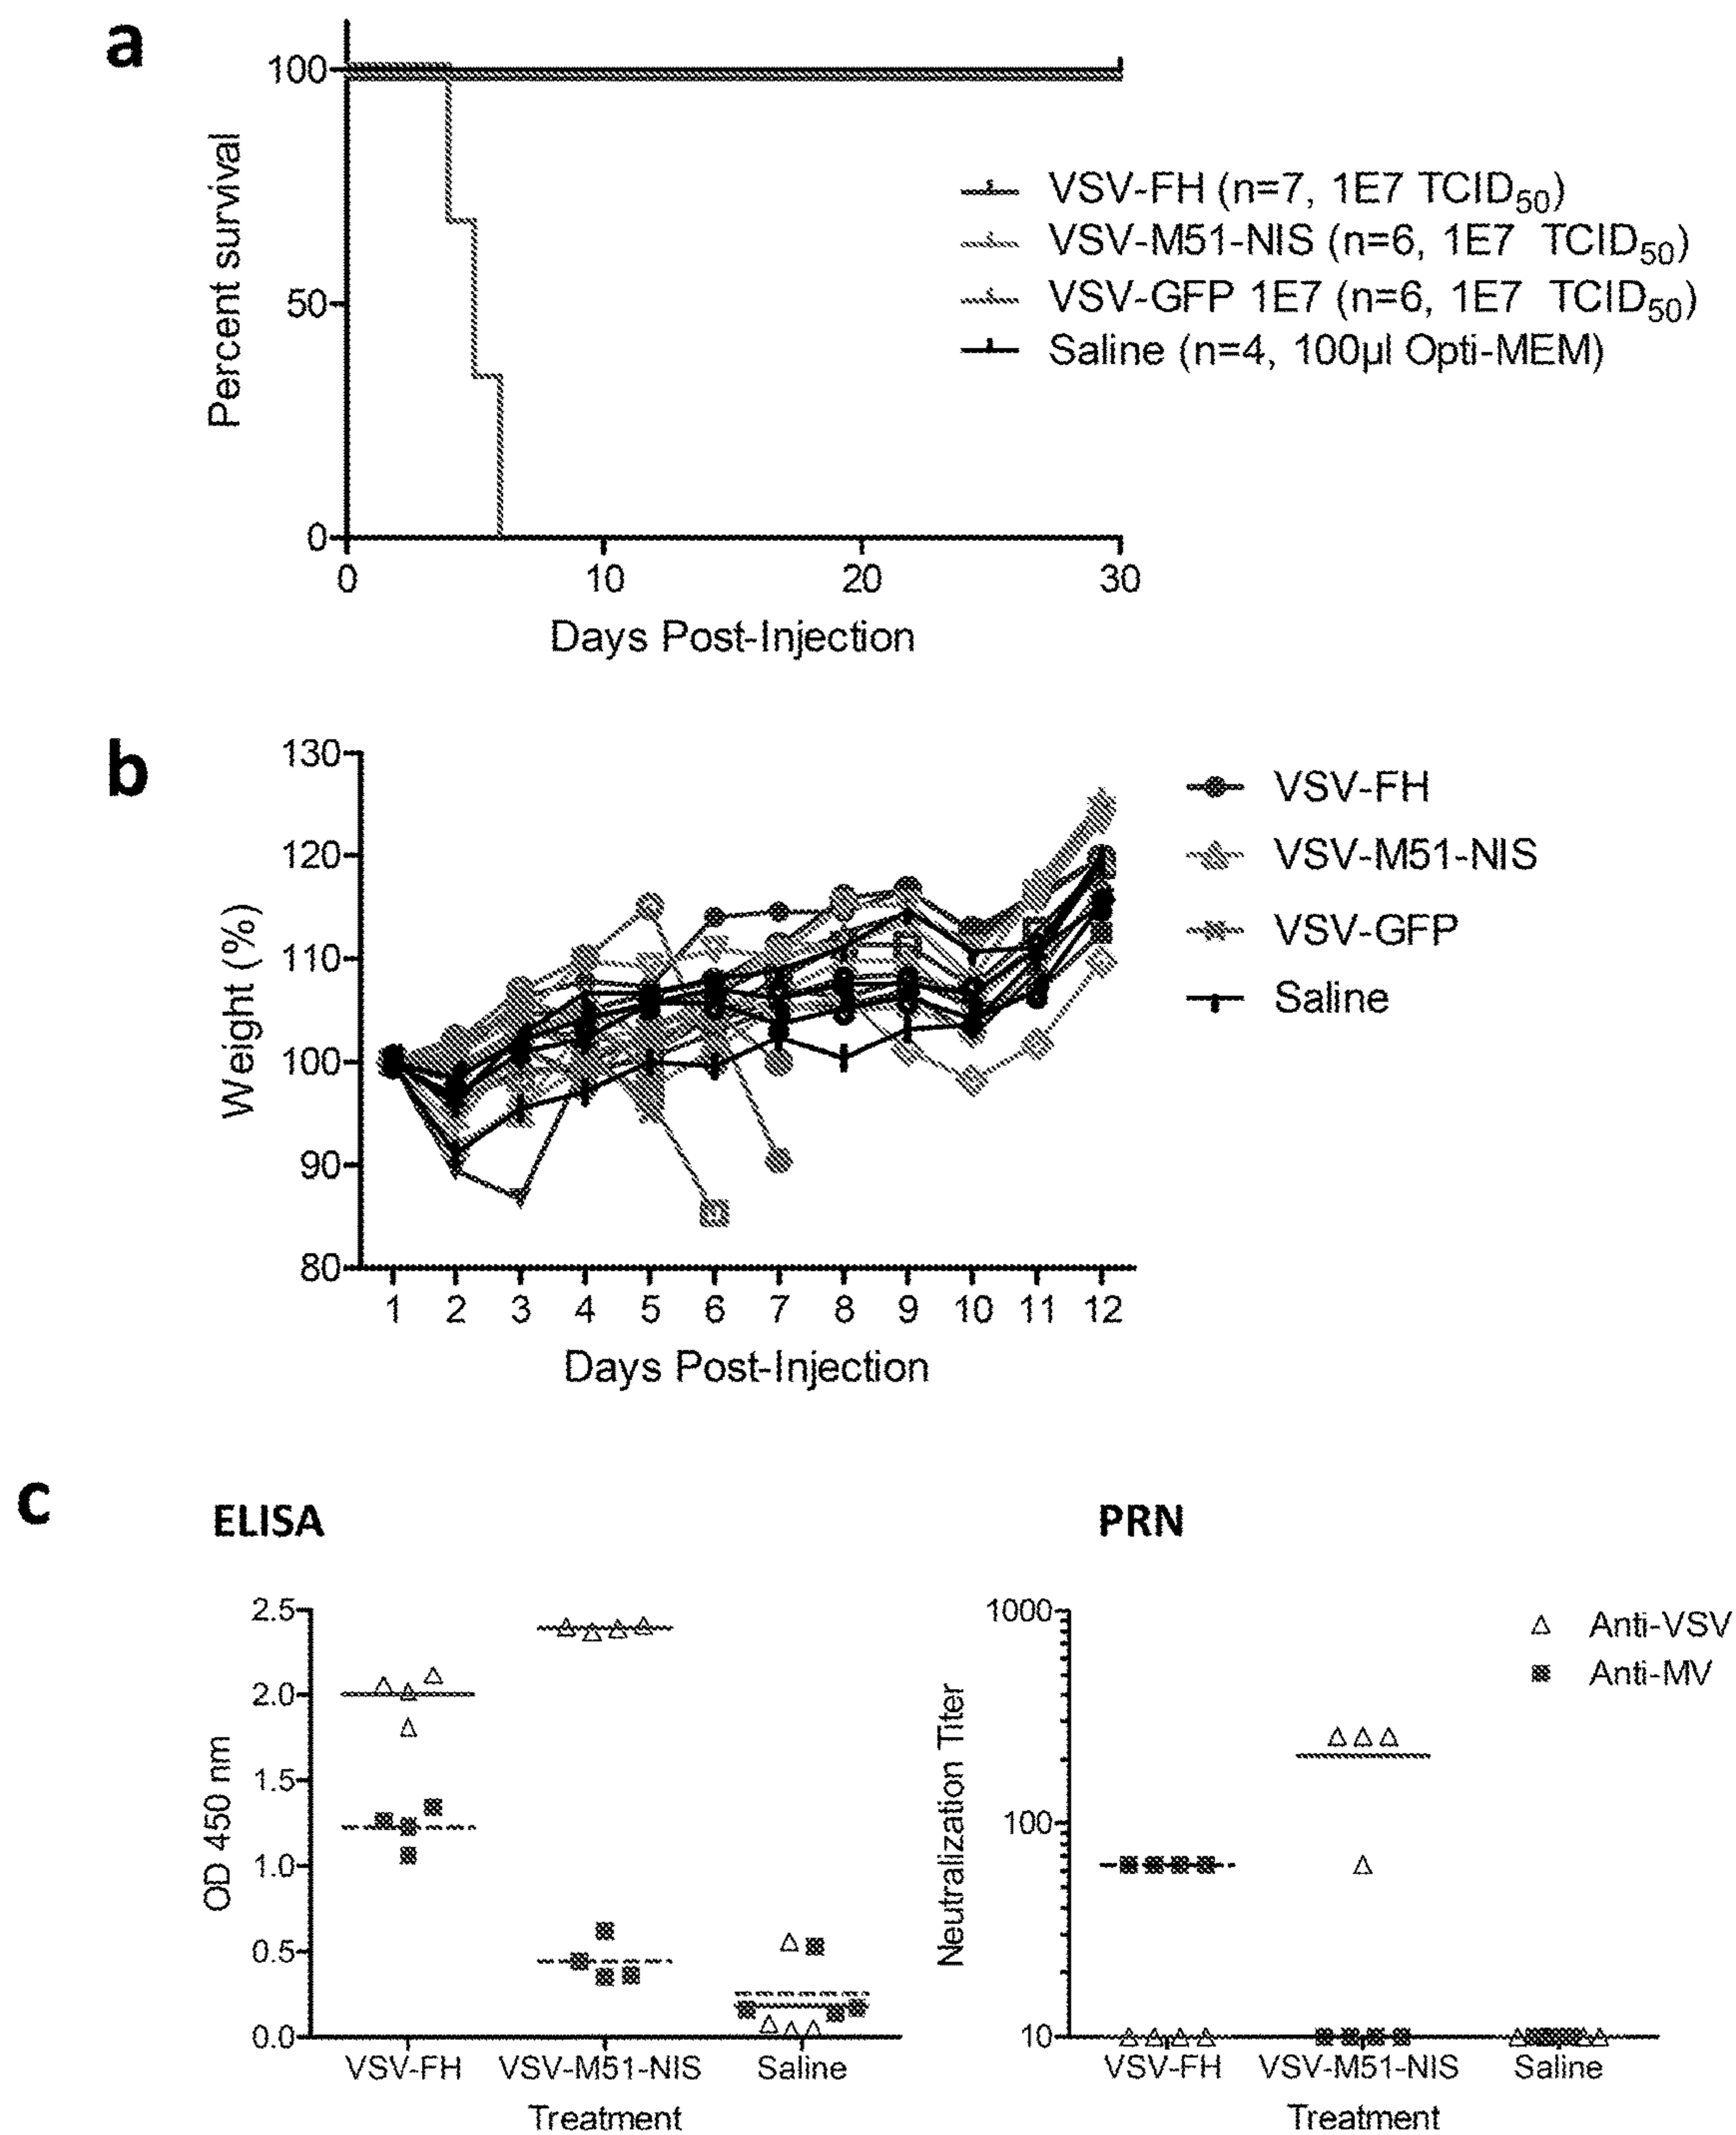 a
100
50
0
Percent survival
0 10 20 30
Days Post-Injection
VSV-FH (n=7, 1E7 TCID50)
VSV-M51-NIS (n=6, 1E7 TCID50)
VSV-GFP 1E7 (n=6, 1E7 TCID50)
Saline (n=4, 100µl Opti-MEM)
b
130
120
110
100
90
80
Weight (%)
1 2 3 4 5 6 7 8 9 10 11 12
Days Post-Injection
VSV-FH
VSV-M51-NIS
VSV-GFP
Saline
c
ELISA
2.5
2.0
1.5
1.0
0.5
0.0
OD 450 nm
VSV-FH VSV-M51-NIS Saline
Treatment
PRN
1000
100
10
Neutralization Titer
VSV-FH VSV-M51-NIS Saline
Treatment
Anti-VSV
Anti-MV